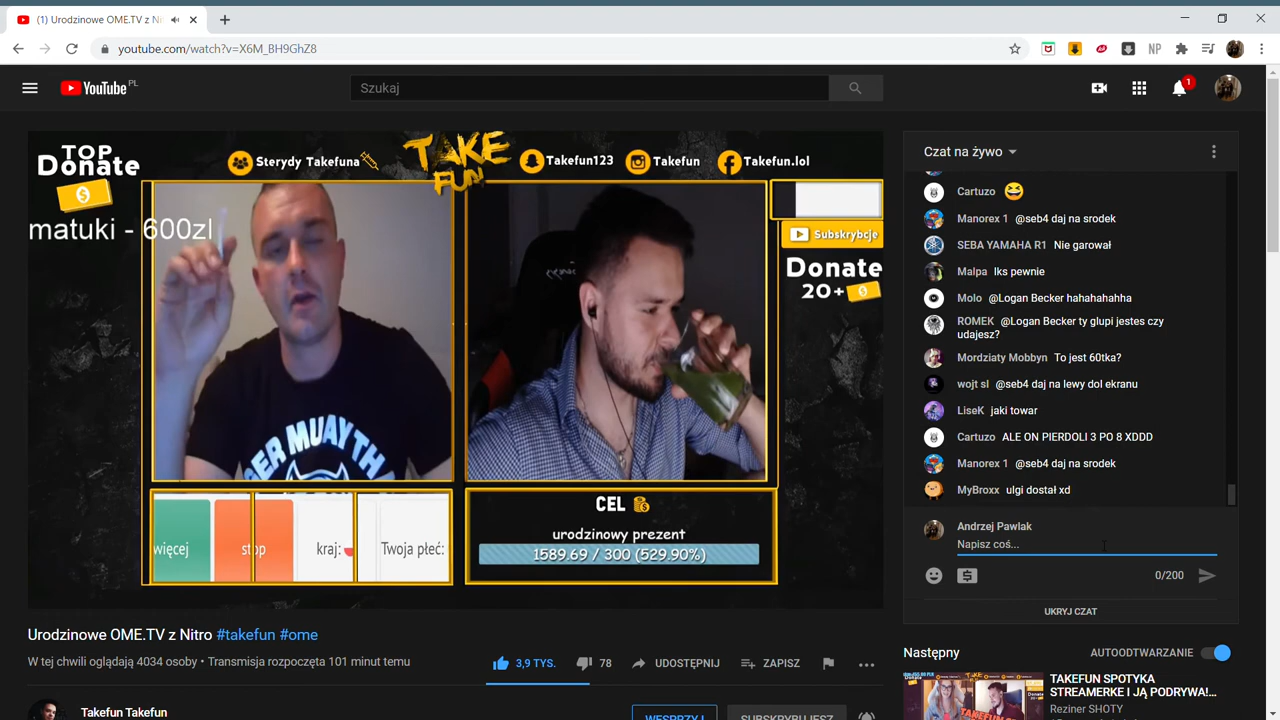 (1) Urodzinowe OME.TV z Ni
youtube.com/watch?v=X6M_BH9GhZ8
NP
YouTube PL
Szukaj
1
TOP
Donate
matuki - 600zl
Sterydy Takefuna
TAKE
FUN
Takefun123
Takefun
Takefun.lol
Subskrybcje
Donate
20+
GER MUAY THA
więcej
stop
kraj:
Twoja płeć:
CEL
urodzinowy prezent
1589.69 / 300 (529.90%)
Urodzinowe OME.TV z Nitro #takefun #ome
W tej chwili ogląda 4034 osoby • Transmisja rozpoczęta 101 minut temu
3,9 TYS.
78
UDOSTĘPNIJ
ZAPISZ
Takefun Takefun
WESPRZYJ
SUBSKRYBUJESZ
Czat na żywo
Cartuzo
Manorex 1 @seb4 daj na srodek
SEBA YAMAHA R1 Nie garował
Malpa Iks pewnie
Molo @Logan Becker hahahahahha
ROMEK @Logan Becker ty glupi jestes czy
udajesz?
Mordziaty Mobbyn To jest 60tka?
wojt sl @seb4 daj na lewy dol ekranu
LiseK jaki towar
Cartuzo ALE ON PIERDOLI 3 PO 8 XDDD
Manorex 1 @seb4 daj na srodek
MyBroxx ulgi dostał xd
Andrzej Pawlak
Napisz coś...
0/200
UKRYJ CZAT
Następny
AUTOODTWARZANIE
TAKEFUN SPOTYKA
STREAMERKE I JĄ PODRYWA!...
Reziner SHOTY